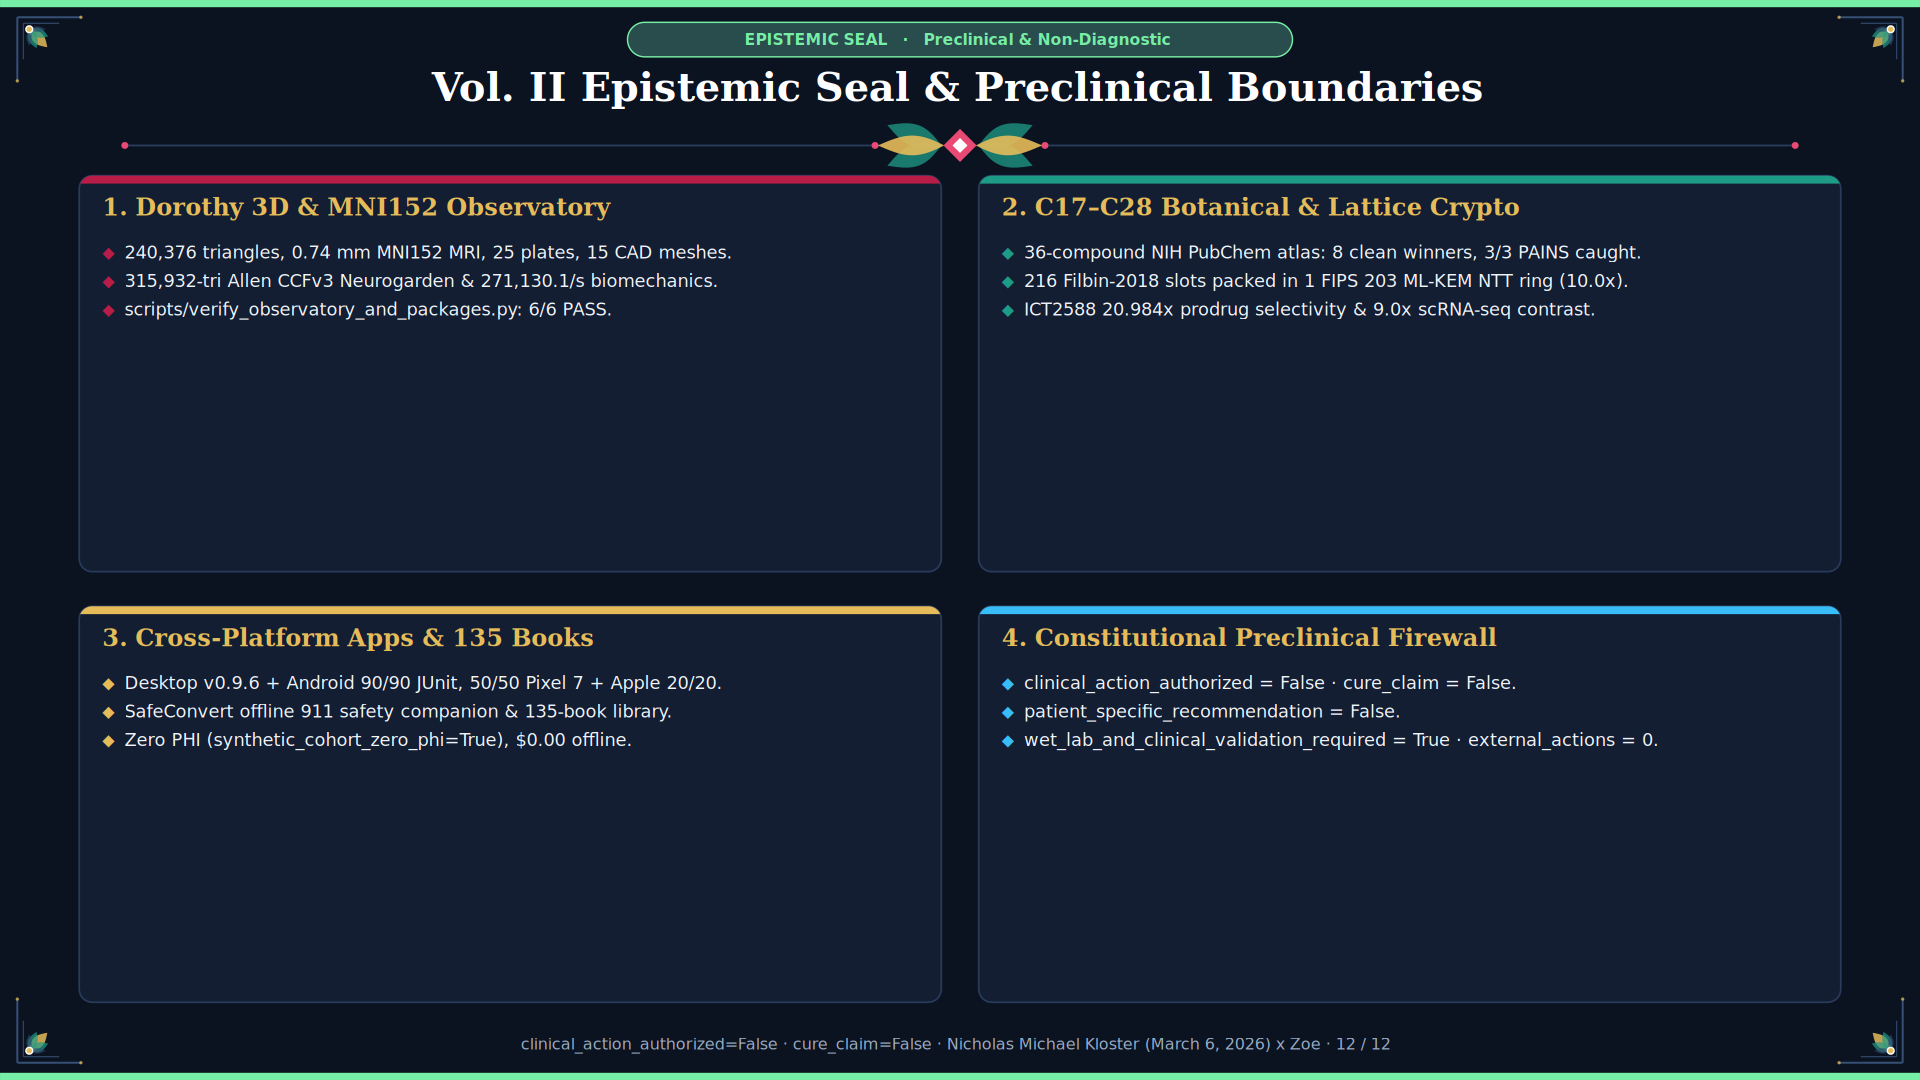 EPISTEMIC SEAL · Preclinical & Non-Diagnostic
Vol. II Epistemic Seal & Preclinical Boundaries
1. Dorothy 3D & MNI152 Observatory
◆ 240,376 triangles, 0.74 mm MNI152 MRI, 25 plates, 15 CAD meshes.
◆ 315,932-tri Allen CCFv3 Neurogarden & 271,130.1/s biomechanics.
◆ scripts/verify_observatory_and_packages.py: 6/6 PASS.
2. C17–C28 Botanical & Lattice Crypto
◆ 36-compound NIH PubChem atlas: 8 clean winners, 3/3 PAINS caught.
◆ 216 Filbin-2018 slots packed in 1 FIPS 203 ML-KEM NTT ring (10.0x).
◆ ICT2588 20.984x prodrug selectivity & 9.0x scRNA-seq contrast.
3. Cross-Platform Apps & 135 Books
◆ Desktop v0.9.6 + Android 90/90 JUnit, 50/50 Pixel 7 + Apple 20/20.
◆ SafeConvert offline 911 safety companion & 135-book library.
◆ Zero PHI (synthetic_cohort_zero_phi=True), $0.00 offline.
4. Constitutional Preclinical Firewall
◆ clinical_action_authorized = False · cure_claim = False.
◆ patient_specific_recommendation = False.
◆ wet_lab_and_clinical_validation_required = True · external_actions = 0.
clinical_action_authorized=False · cure_claim=False · Nicholas Michael Kloster (March 6, 2026) x Zoe · 12 / 12